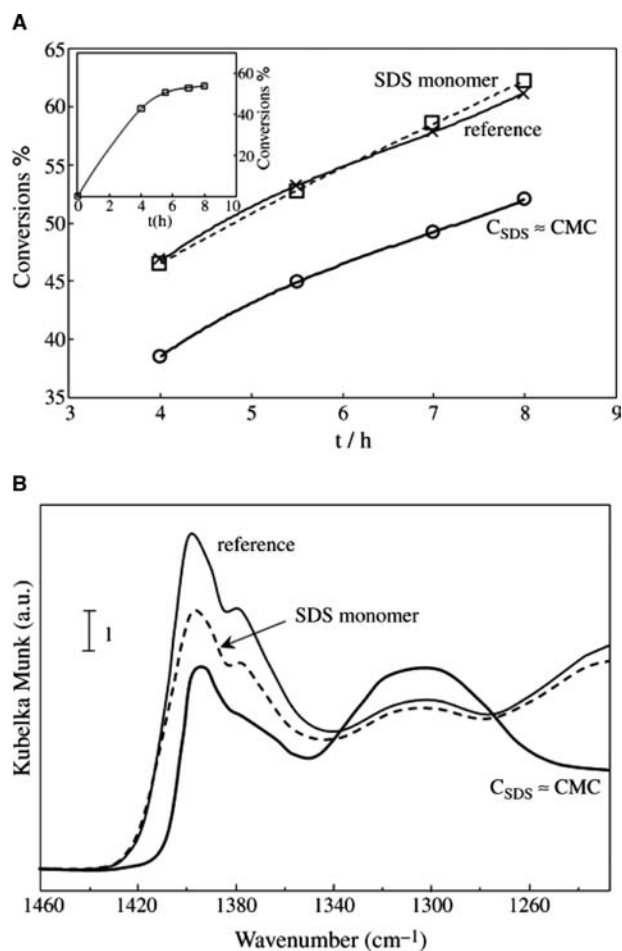 A
65
60
55
50
45
40
35
Conversions %
60
40
20
Conversions %
0 2 4 6 8 10
t(h)
SDS monomer
reference
C_SDS ≈ CMC
3 4 5 6 7 8 9
t / h
B
Kubelka Munk (a.u.)
1
reference
SDS monomer
C_SDS ≈ CMC
1460 1420 1380 1340 1300 1260
Wavenumber (cm⁻¹)